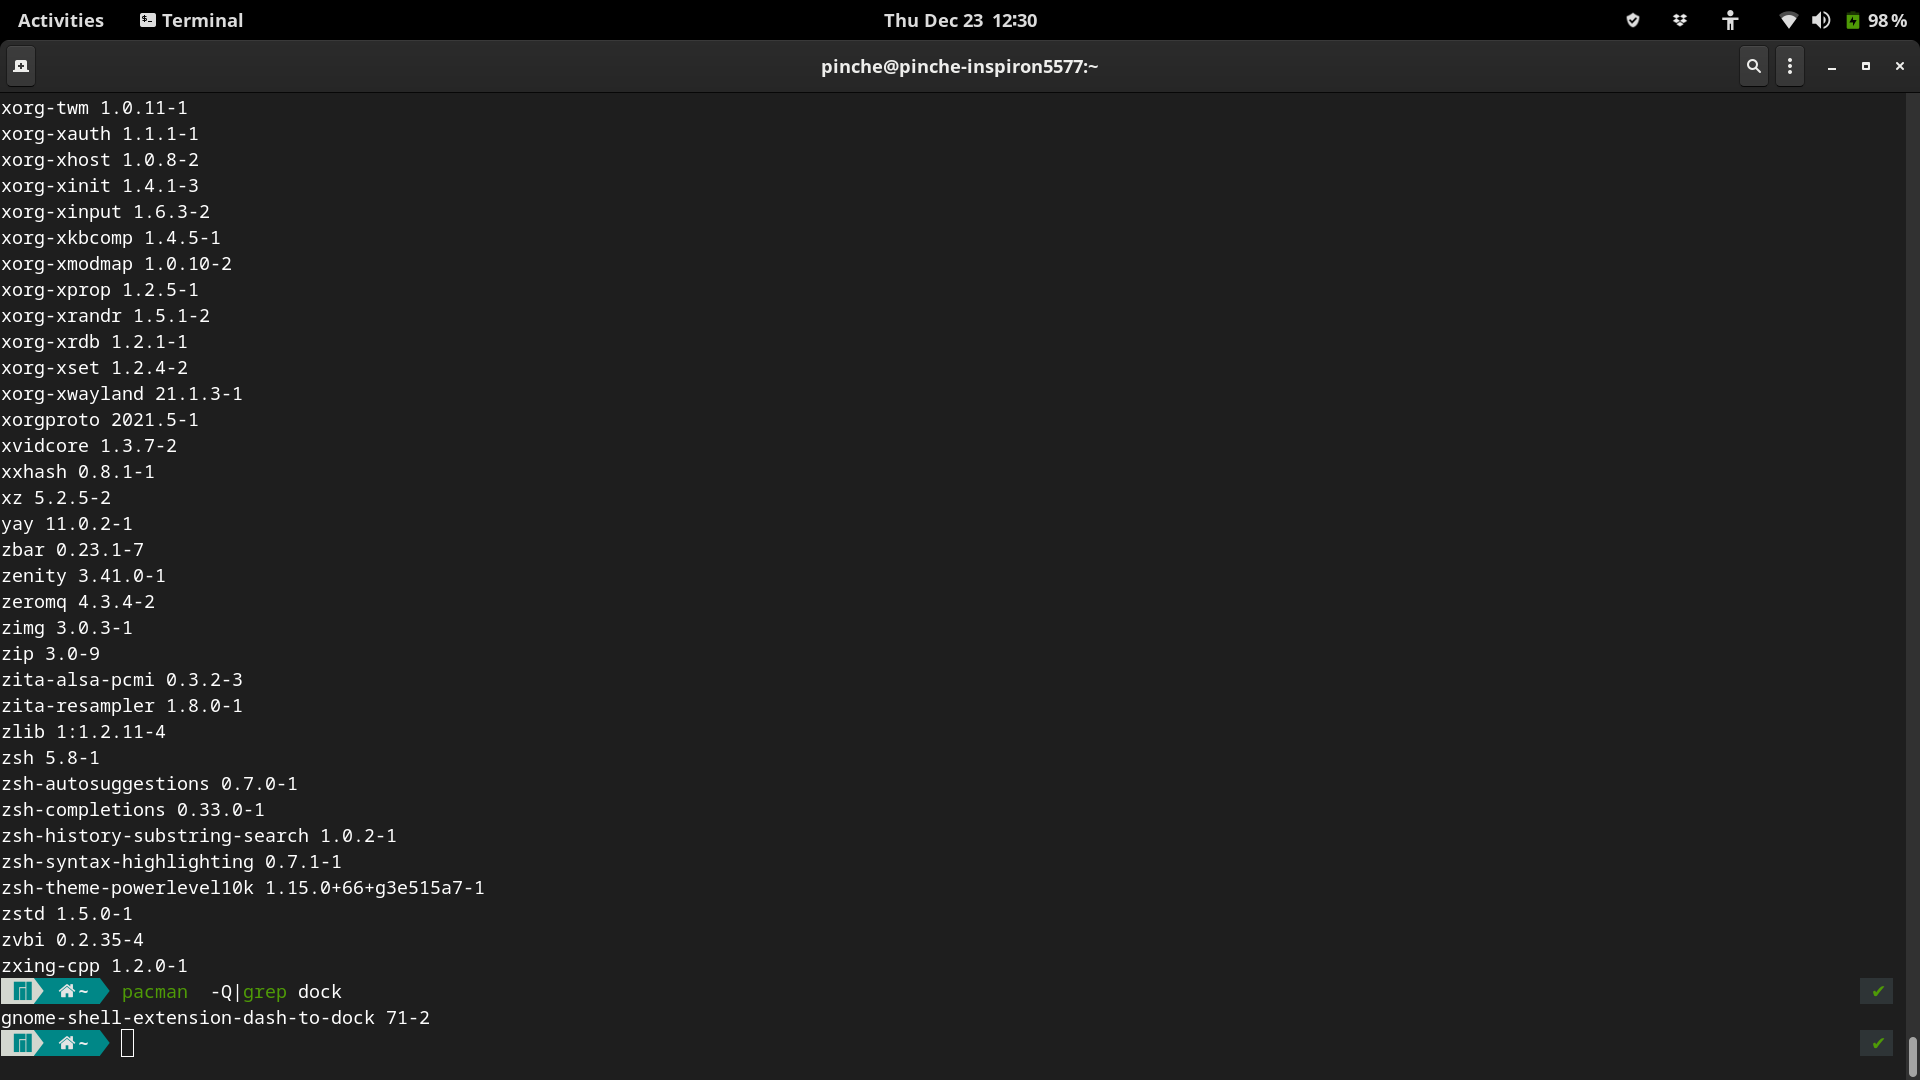 Activities Terminal Thu Dec 23 12:30 98%
pinche@pinche-inspiron5577:~
xorg-twm 1.0.11-1
xorg-xauth 1.1.1-1
xorg-xhost 1.0.8-2
xorg-xinit 1.4.1-3
xorg-xinput 1.6.3-2
xorg-xkbcomp 1.4.5-1
xorg-xmodmap 1.0.10-2
xorg-xprop 1.2.5-1
xorg-xrandr 1.5.1-2
xorg-xrdb 1.2.1-1
xorg-xset 1.2.4-2
xorg-xwayland 21.1.3-1
xorgproto 2021.5-1
xvidcore 1.3.7-2
xxhash 0.8.1-1
xz 5.2.5-2
yay 11.0.2-1
zbar 0.23.1-7
zenity 3.41.0-1
zeromq 4.3.4-2
zimg 3.0.3-1
zip 3.0-9
zita-alsa-pcmi 0.3.2-3
zita-resampler 1.8.0-1
zlib 1:1.2.11-4
zsh 5.8-1
zsh-autosuggestions 0.7.0-1
zsh-completions 0.33.0-1
zsh-history-substring-search 1.0.2-1
zsh-syntax-highlighting 0.7.1-1
zsh-theme-powerlevel10k 1.15.0+66+g3e515a7-1
zstd 1.5.0-1
zvbi 0.2.35-4
zxing-cpp 1.2.0-1
~ pacman  -Q|grep dock ✔
gnome-shell-extension-dash-to-dock 71-2
~ ✔